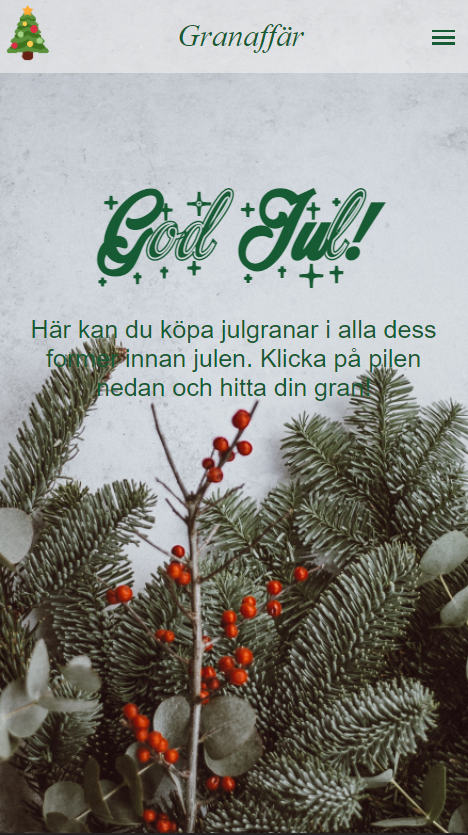 Granaffär
God Jul!
Här kan du köpa julgranar i alla dess
former innan julen. Klicka på pilen
nedan och hitta din gran!